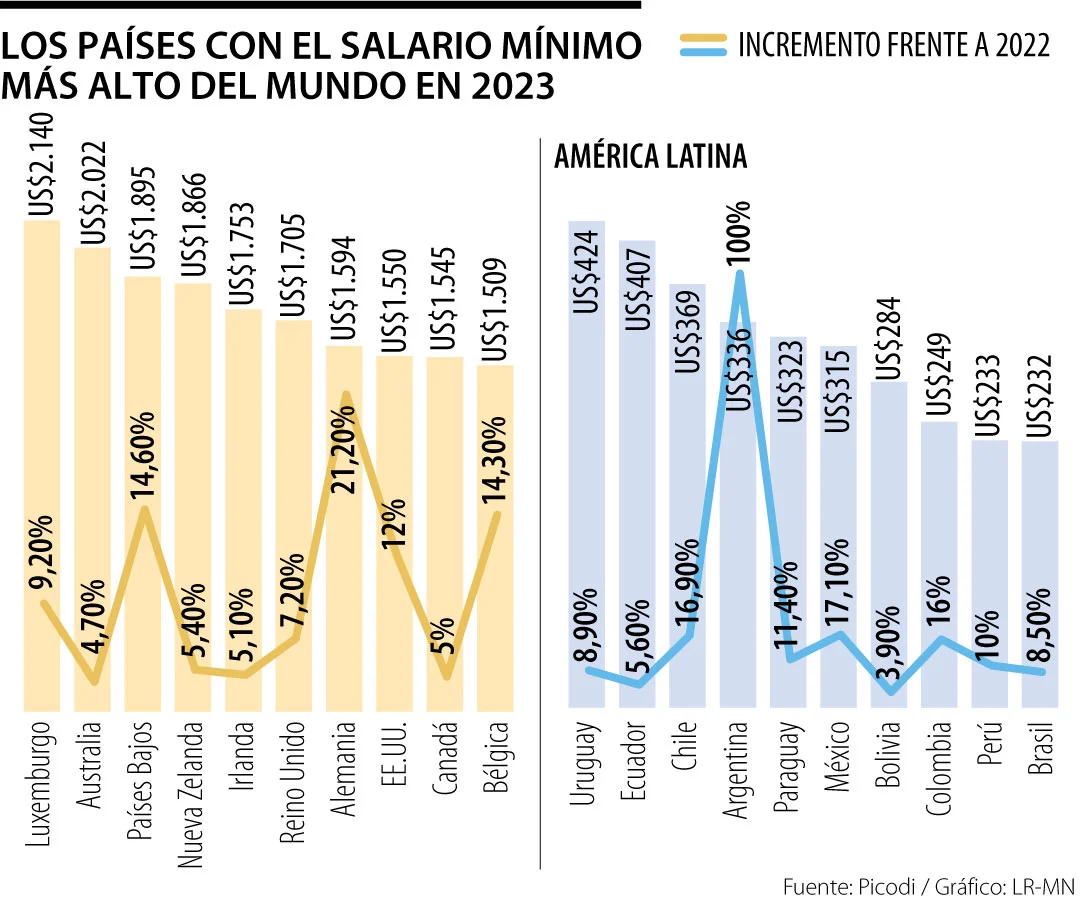 LOS PAÍSES CON EL SALARIO MÍNIMO
MÁS ALTO DEL MUNDO EN 2023
INCREMENTO FRENTE A 2022
US$2.140
US$2.022
US$1.895
US$1.866
US$1.753
US$1.705
US$1.594
US$1.550
US$1.545
US$1.509
9,20%
4,70%
14,60%
5,40%
5,10%
7,20%
21,20%
12%
5%
14,30%
Luxemburgo
Australia
Países Bajos
Nueva Zelanda
Irlanda
Reino Unido
Alemania
EE.UU.
Canadá
Bélgica
AMÉRICA LATINA
US$424
US$407
US$369
US$336
US$323
US$315
US$284
US$249
US$233
US$232
8,90%
5,60%
16,90%
100%
11,40%
17,10%
3,90%
16%
10%
8,50%
Uruguay
Ecuador
Chile
Argentina
Paraguay
México
Bolivia
Colombia
Perú
Brasil
Fuente: Picodi / Gráfico: LR-MN